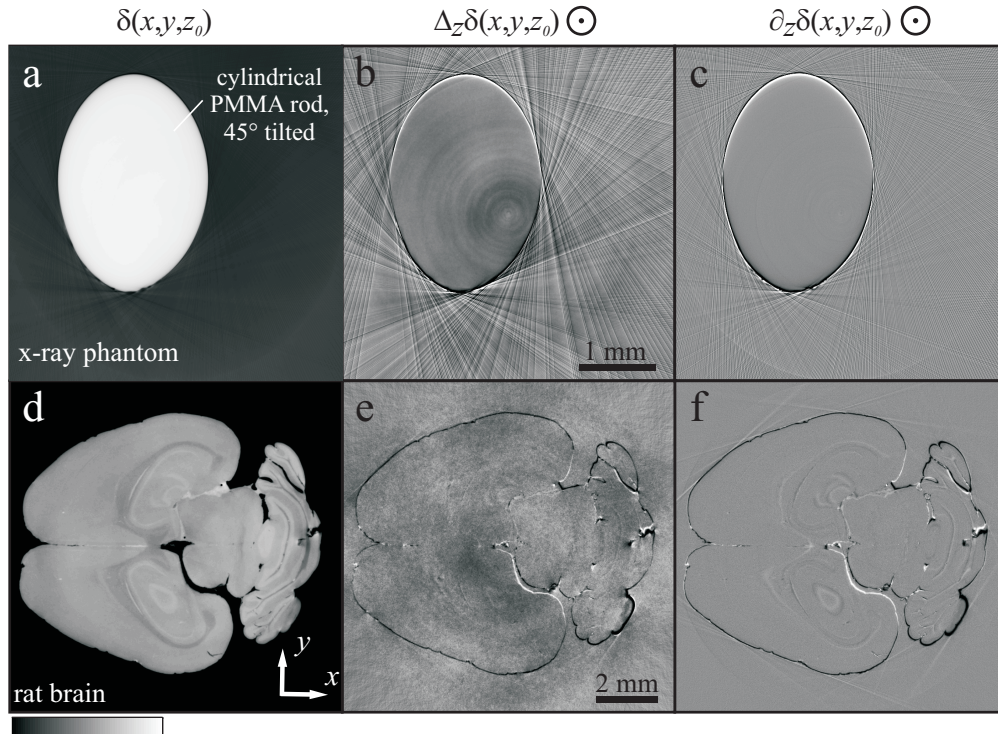 δ(x,y,z₀)
Δ_Zδ(x,y,z₀) ⊙
∂_Zδ(x,y,z₀) ⊙
a
cylindrical
PMMA rod,
45° tilted
x-ray phantom
b
1 mm
c
d
y
x
rat brain
e
2 mm
f